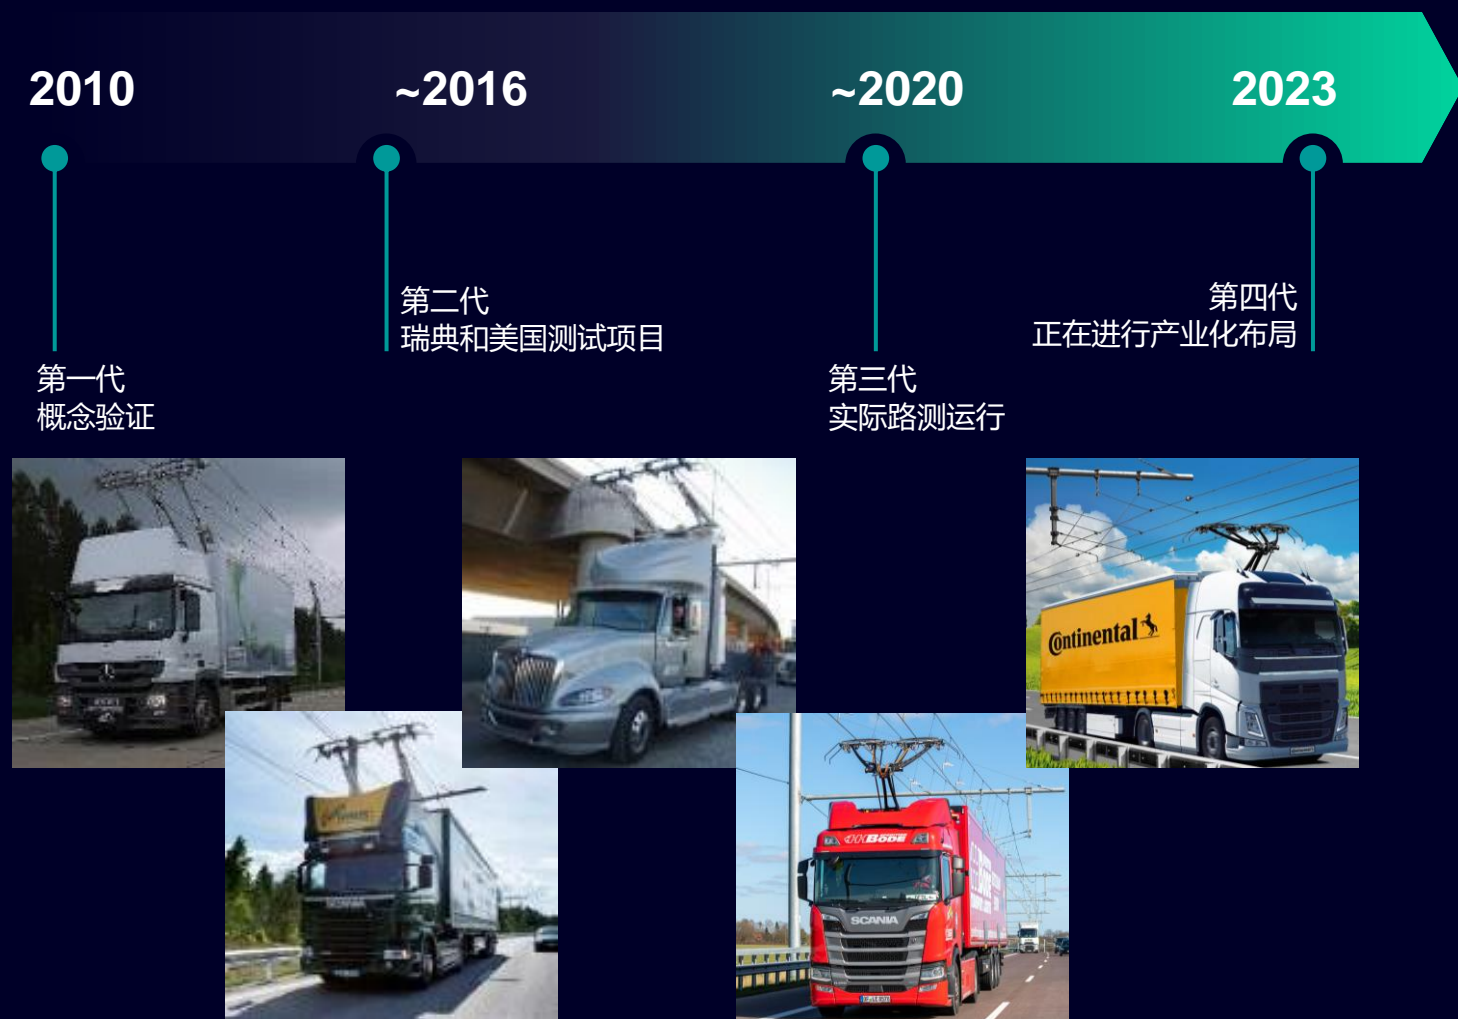 2010
~2016
~2020
2023
第一代
概念验证
第二代
瑞典和美国测试项目
第三代
实际路测运行
第四代
正在进行产业化布局
Continental
BODE
SCANIA
SCANIA